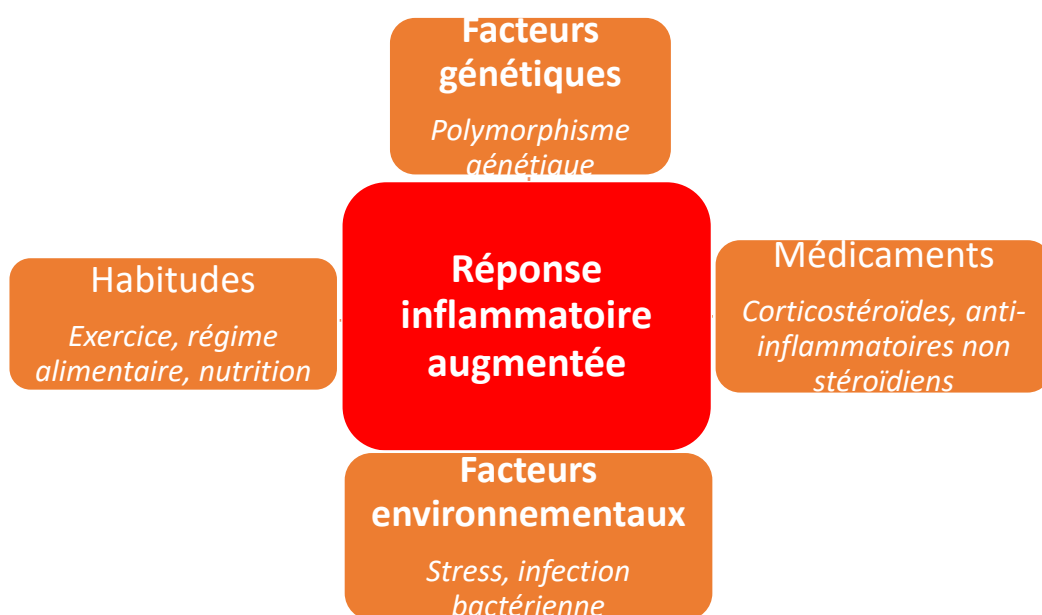 Facteurs
génétiques
Polymorphisme
génétique
Habitudes
Exercice, régime
alimentaire, nutrition
Réponse
inflammatoire
augmentée
Médicaments
Corticostéroïdes, anti-
inflammatoires non
stéroïdiens
Facteurs
environnementaux
Stress, infection
bactérienne